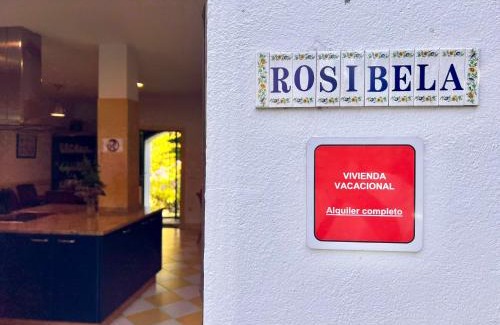 ROSIBELA
VIVIENDA
VACACIONAL
Alquiler completo